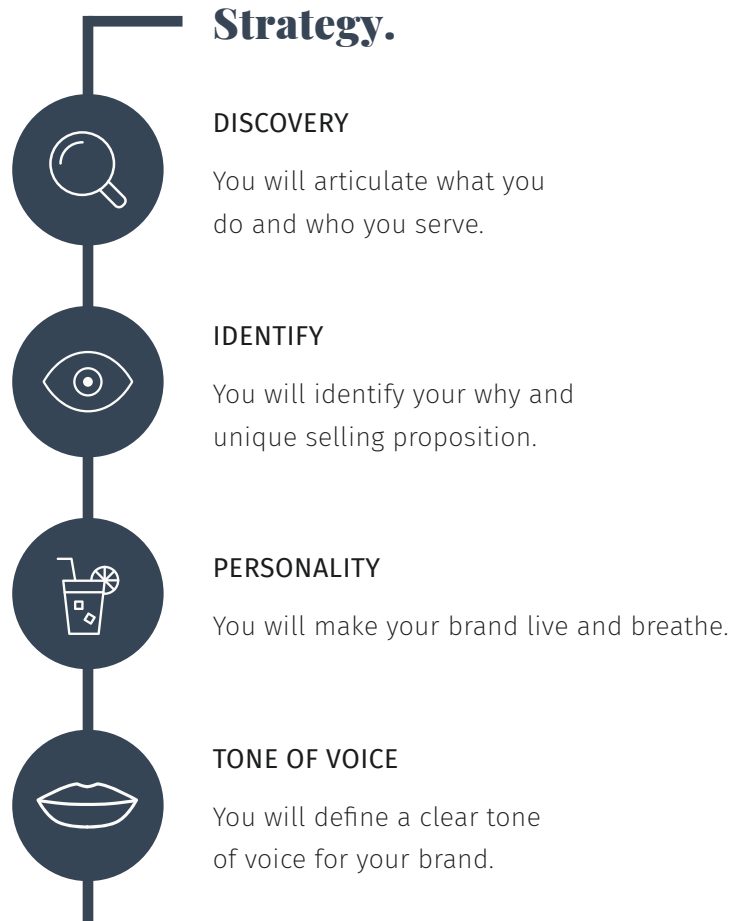 Strategy.
DISCOVERY
You will articulate what you
do and who you serve.
IDENTIFY
You will identify your why and
unique selling proposition.
PERSONALITY
You will make your brand live and breathe.
TONE OF VOICE
You will define a clear tone
of voice for your brand.